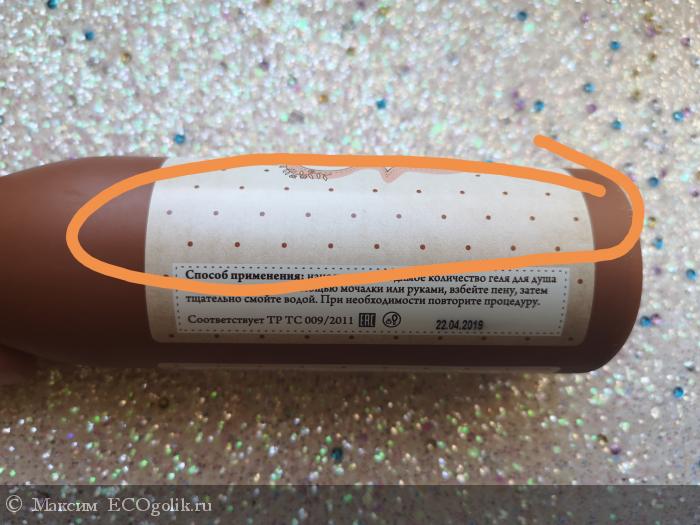 Способ применения: количество геля для душа
мочалки или руками, взбейте пену, затем
тщательно смойте водой. При необходимости повторите процедуру.
Соответствует ТР ТС 009/2011 EAC 22.04.2019
© Максим ECOgolik.ru